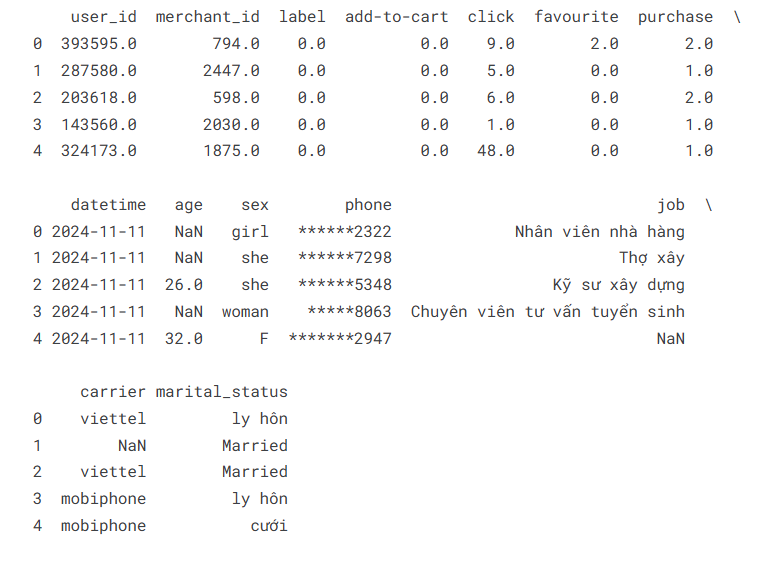 user_id merchant_id label add-to-cart click favourite purchase \
0 393595.0 794.0 0.0 0.0 9.0 2.0 2.0
1 287580.0 2447.0 0.0 0.0 5.0 0.0 1.0
2 203618.0 598.0 0.0 0.0 6.0 0.0 2.0
3 143560.0 2030.0 0.0 0.0 1.0 0.0 1.0
4 324173.0 1875.0 0.0 0.0 48.0 0.0 1.0
datetime age sex phone job \
0 2024-11-11 NaN girl ******2322 Nhân viên nhà hàng
1 2024-11-11 NaN she ******7298 Thợ xây
2 2024-11-11 26.0 she ******5348 Kỹ sư xây dựng
3 2024-11-11 NaN woman *****8063 Chuyên viên tư vấn tuyển sinh
4 2024-11-11 32.0 F *******2947 NaN
carrier marital_status
0 viettel ly hôn
1 NaN Married
2 viettel Married
3 mobiphone ly hôn
4 mobiphone cưới